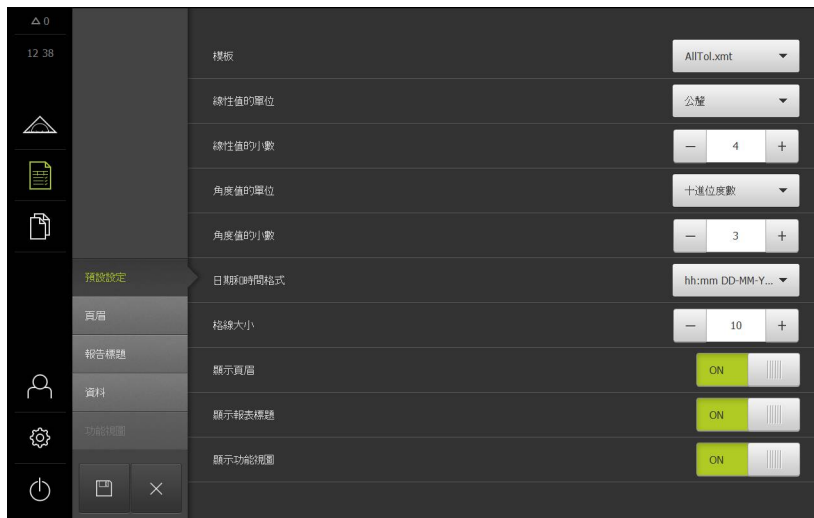 0
12 38
模板
AllTol.xmt
線性值的單位
公釐
線性值的小數
− 4 +
角度值的單位
十進位度數
角度值的小數
− 3 +
預設設定
日期和時間格式
hh:mm DD-MM-Y...
頁眉
格線大小
− 10 +
報告標題
顯示頁眉
ON
資料
顯示報表標題
ON
功能視圖
顯示功能視圖
ON